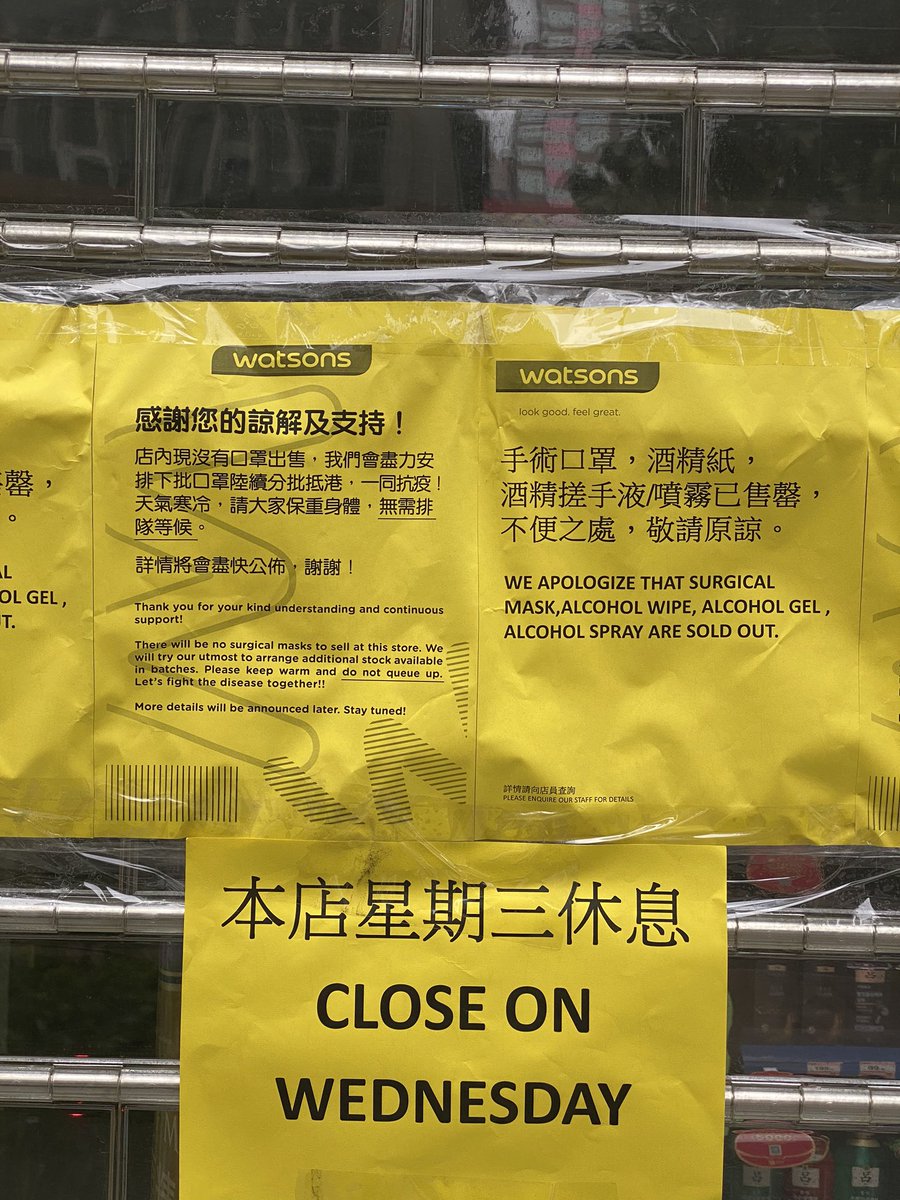 watsons
感謝您的諒解及支持！
店內現沒有口罩出售，我們會盡力安
排下批口罩陸續分批抵港，一同抗疫！
天氣寒冷，請大家保重身體，無需排
隊等候。
詳情將會盡快公佈，謝謝！
Thank you for your kind understanding and continuous
support!
There will be no surgical masks to sell at this store. We
will try our utmost to arrange additional stock available
in batches. Please keep warm and do not queue up.
Let's fight the disease together!!
More details will be announced later. Stay tuned!
watsons
look good. feel great.
手術口罩，酒精紙，
酒精搓手液/噴霧已售罄，
不便之處，敬請原諒。
WE APOLOGIZE THAT SURGICAL
MASK,ALCOHOL WIPE, ALCOHOL GEL ,
ALCOHOL SPRAY ARE SOLD OUT.
詳情請向店員查詢
PLEASE ENQUIRE OUR STAFF FOR DETAILS
罄，
。
AL
OL GEL ,
T.
本店星期三休息
CLOSE ON
WEDNESDAY